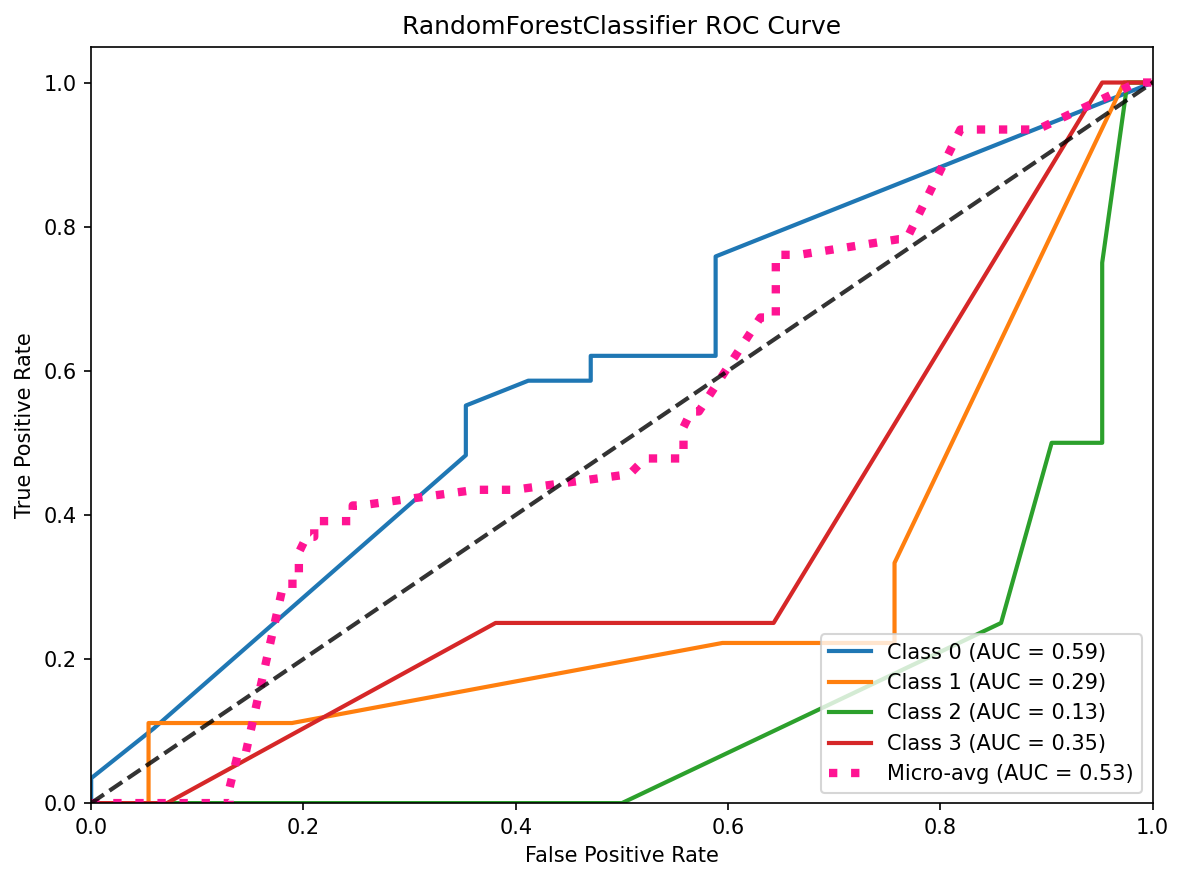 RandomForestClassifier ROC Curve
True Positive Rate
1.0
0.8
0.6
0.4
0.2
0.0
Class 0 (AUC = 0.59)
Class 1 (AUC = 0.29)
Class 2 (AUC = 0.13)
Class 3 (AUC = 0.35)
Micro-avg (AUC = 0.53)
0.0 0.2 0.4 0.6 0.8 1.0
False Positive Rate